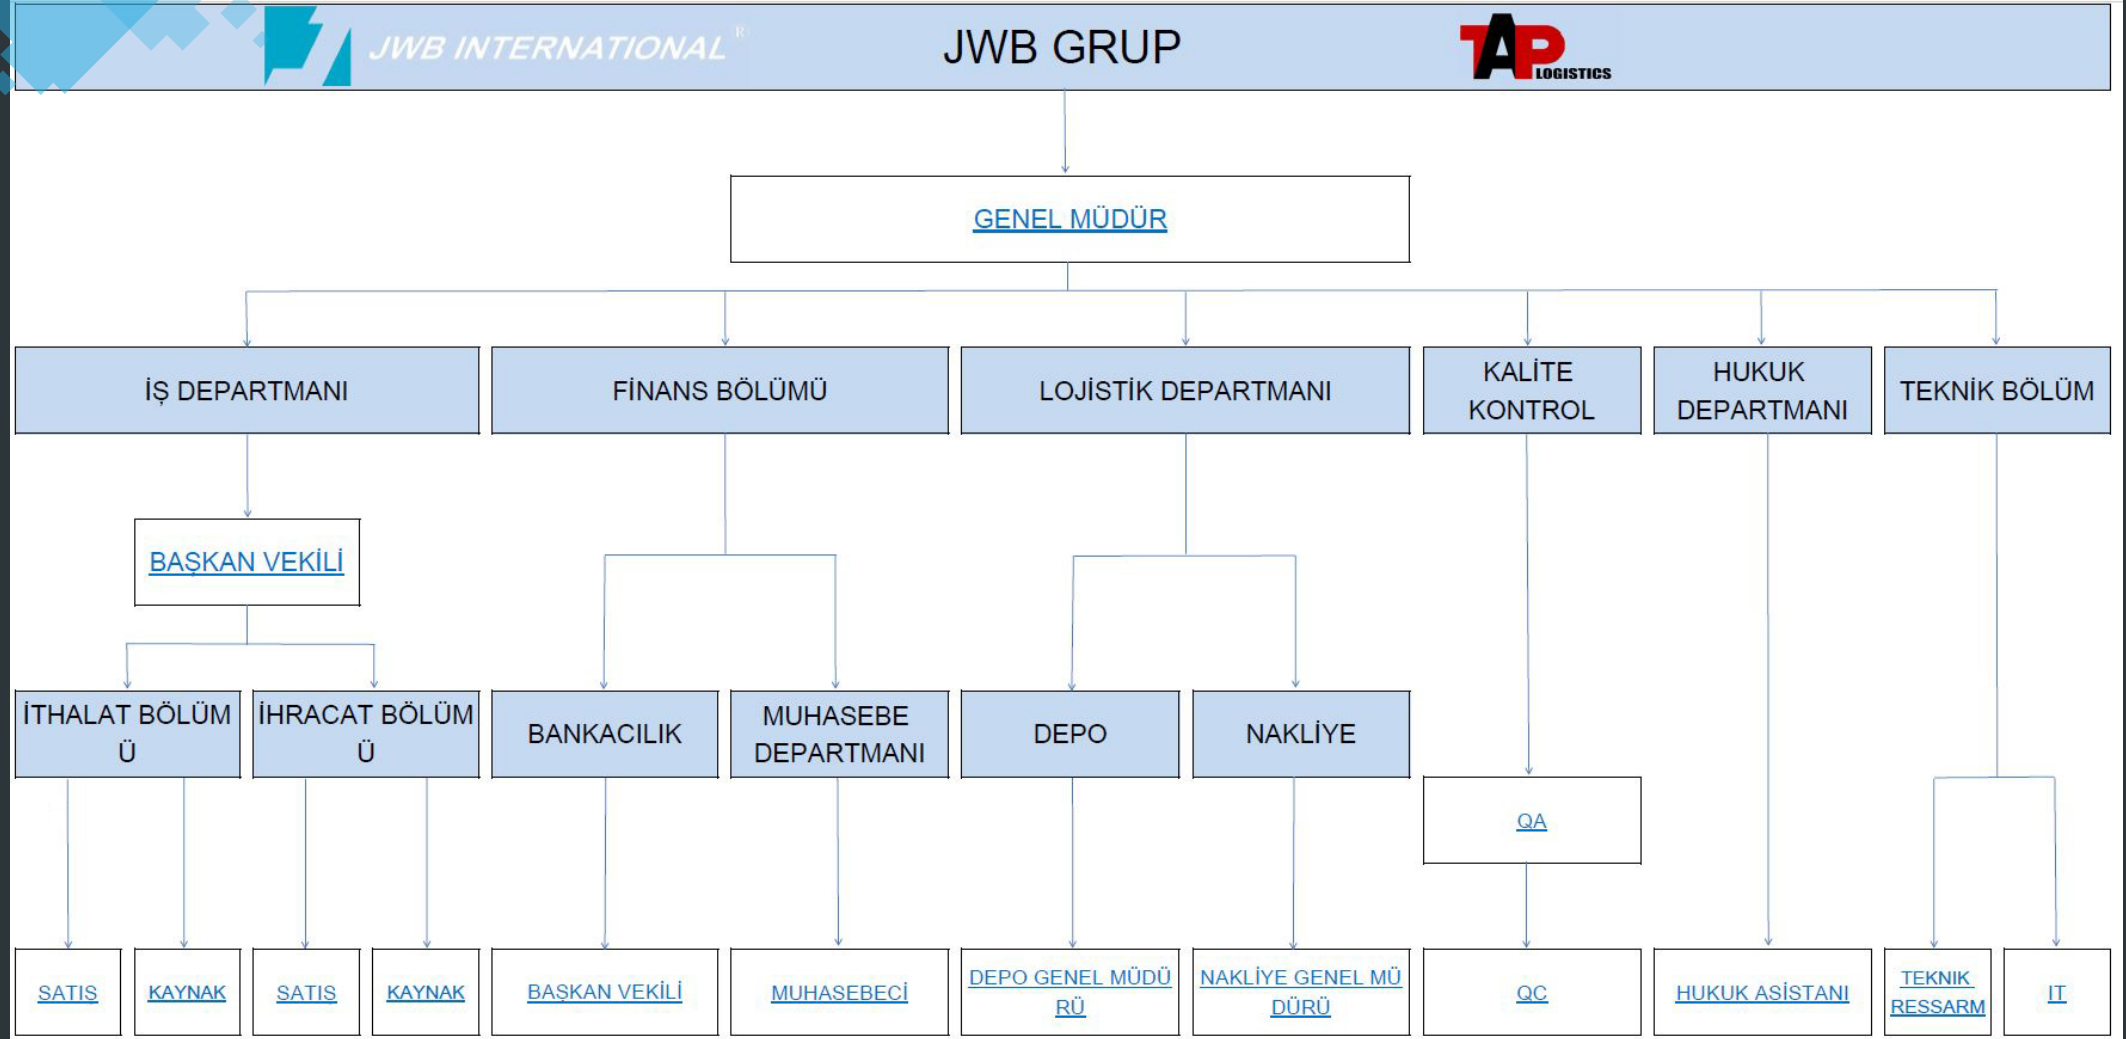 JWB INTERNATIONAL®
JWB GRUP
TAP
LOGISTICS
GENEL MÜDÜR
İŞ DEPARTMANI
FİNANS BÖLÜMÜ
LOJİSTİK DEPARTMANI
KALİTE
KONTROL
HUKUK
DEPARTMANI
TEKNİK BÖLÜM
BAŞKAN VEKİLİ
İTHALAT BÖLÜM
Ü
İHRACAT BÖLÜM
Ü
BANKACILIK
MUHASEBE
DEPARTMANI
DEPO
NAKLİYE
QA
SATIŞ
KAYNAK
SATIŞ
KAYNAK
BAŞKAN VEKİLİ
MUHASEBECİ
DEPO GENEL MÜDÜ
RÜ
NAKLİYE GENEL MÜ
DÜRÜ
QC
HUKUK ASİSTANI
TEKNIK
RESSARM
IT